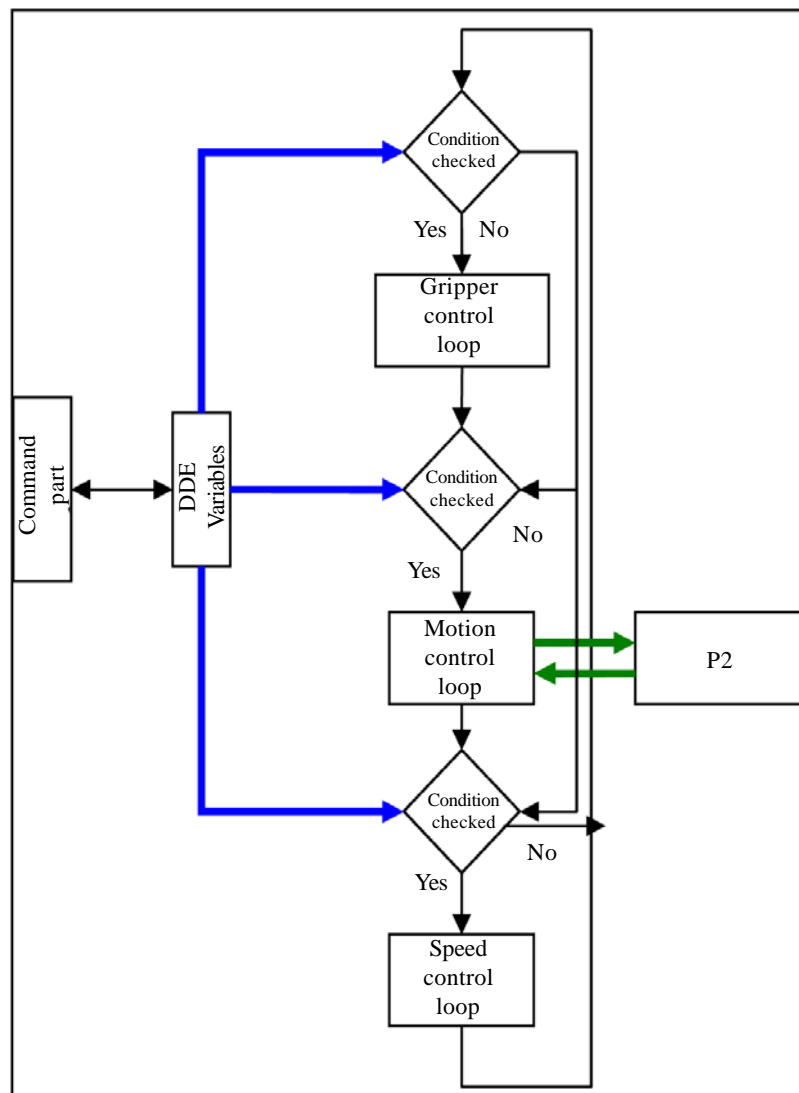 Condition
checked
Yes No
Gripper
control
loop
Command
part
DDE
Variables
Condition
checked
No
Yes
Motion
control
loop
P2
Condition
checked
No
Yes
Speed
control
loop